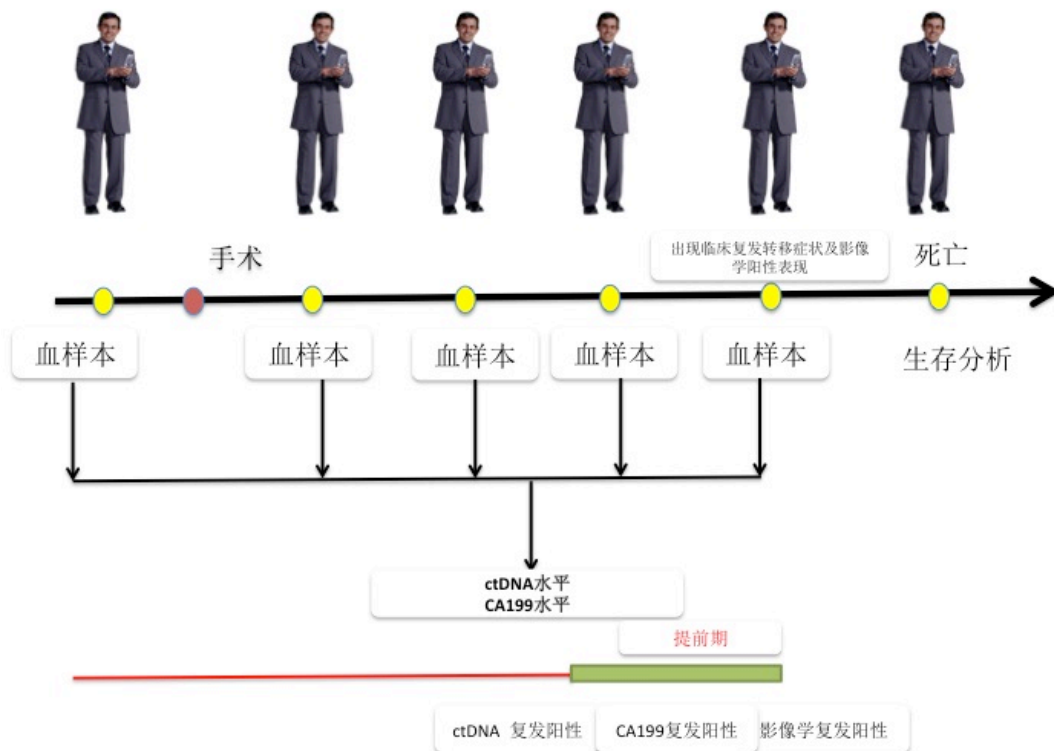 手术
出现临床复发转移症状及影像
学阳性表现
死亡
血样本
血样本
血样本
血样本
血样本
生存分析
ctDNA水平
CA199水平
提前期
ctDNA 复发阳性
CA199复发阳性
影像学复发阳性